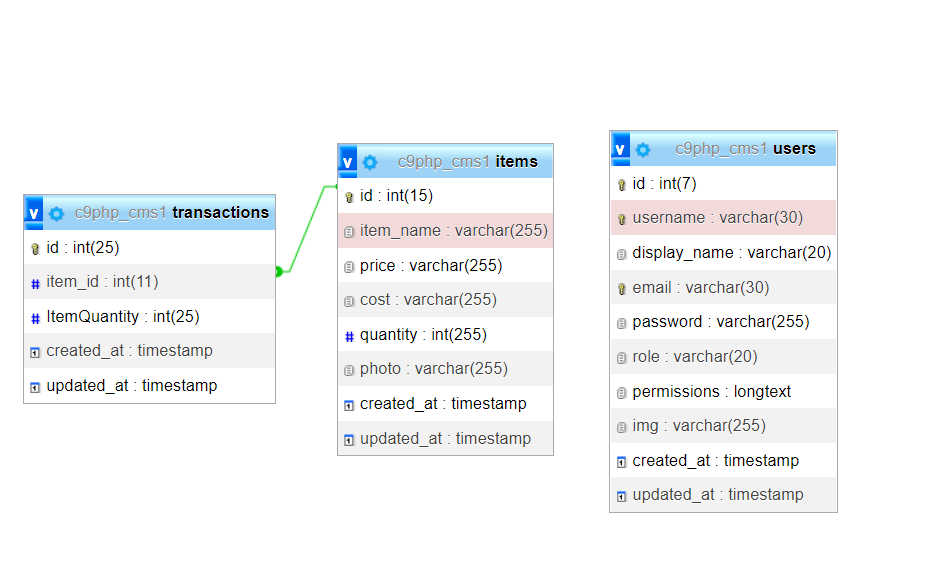 v c9php_cms1 transactions
id : int(25)
item_id : int(11)
ItemQuantity : int(25)
created_at : timestamp
updated_at : timestamp
v c9php_cms1 items
id : int(15)
item_name : varchar(255)
price : varchar(255)
cost : varchar(255)
# quantity : int(255)
photo : varchar(255)
created_at : timestamp
updated_at : timestamp
v c9php_cms1 users
id : int(7)
username : varchar(30)
display_name : varchar(20)
email : varchar(30)
password : varchar(255)
role : varchar(20)
permissions : longtext
img : varchar(255)
created_at : timestamp
updated_at : timestamp